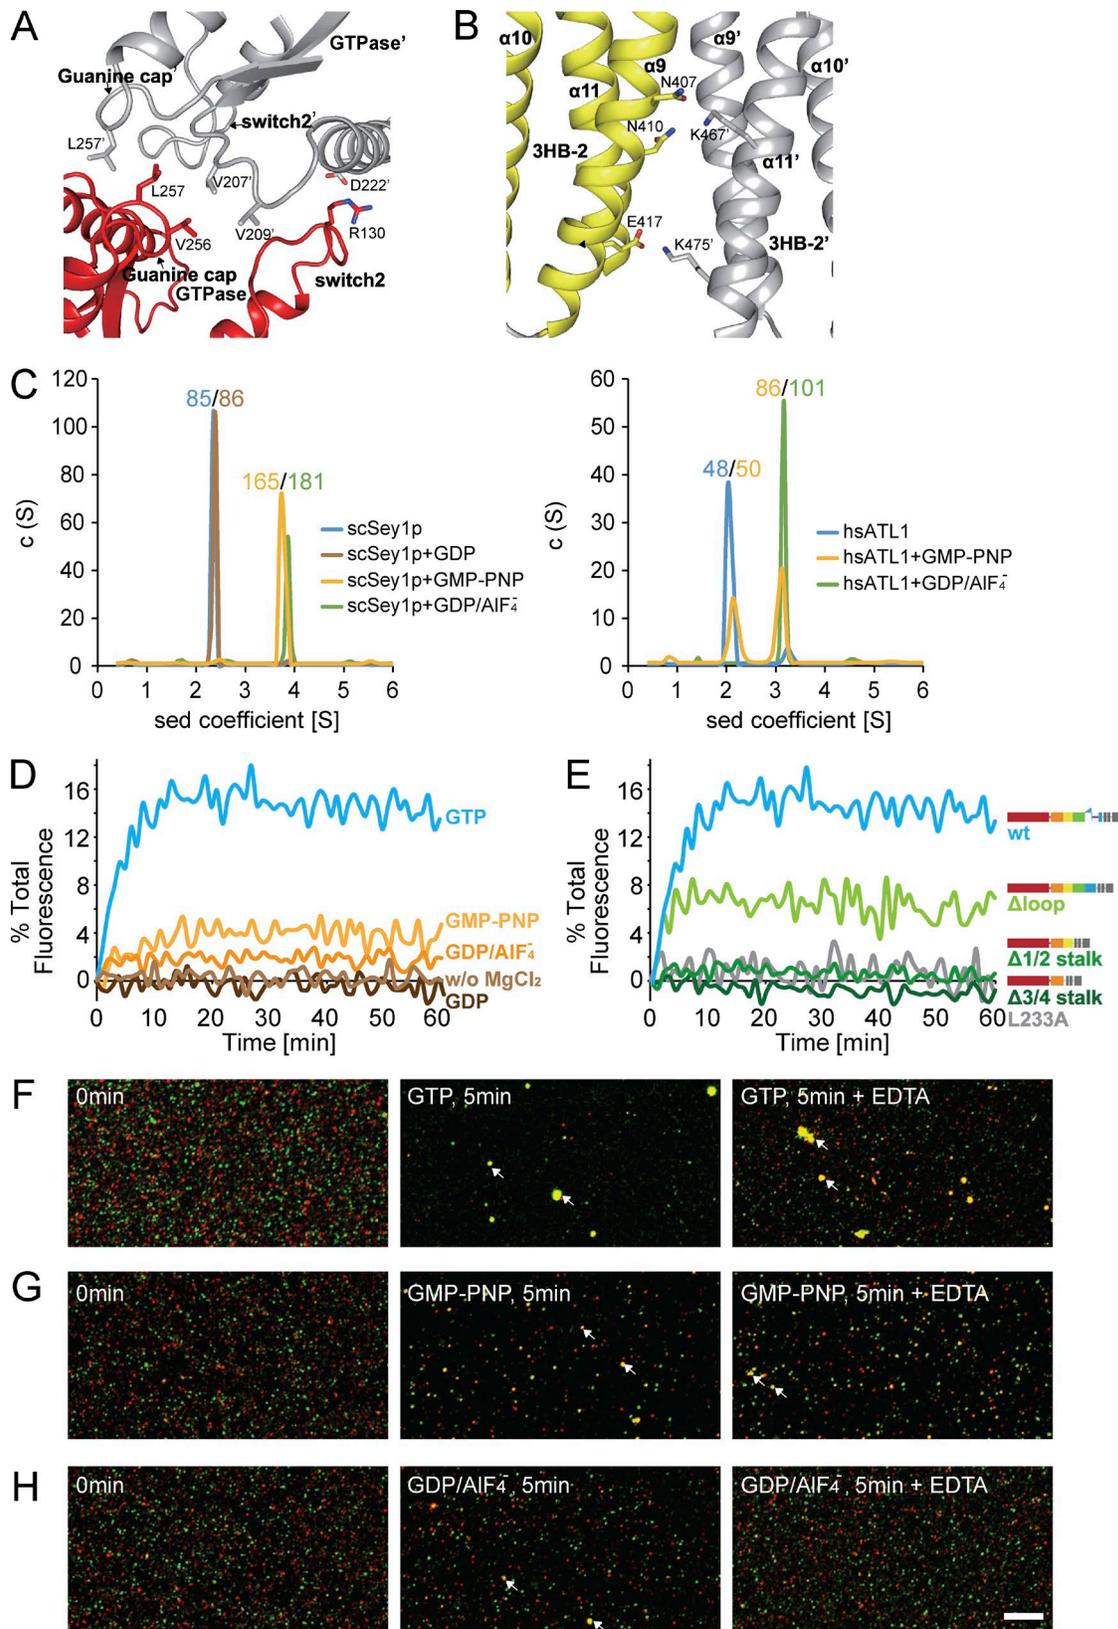 A
GTPase'
Guanine cap'
switch2'
L257'
L257
V207'
D222'
V256
V209'
R130
Guanine cap
GTPase
switch2
B
α10
α9'
α9
α10'
α11
N407
N410
K467'
3HB-2
α11'
E417
K475'
3HB-2'
C
120
100
80
60
40
20
0
c (S)
85/86
165/181
scSey1p
scSey1p+GDP
scSey1p+GMP-PNP
scSey1p+GDP/AlF4-
0 1 2 3 4 5 6
sed coefficient [S]
60
50
40
30
20
10
0
c (S)
86/101
48/50
hsATL1
hsATL1+GMP-PNP
hsATL1+GDP/AlF4-
0 1 2 3 4 5 6
sed coefficient [S]
D
16
12
8
4
0
% Total
Fluorescence
GTP
GMP-PNP
GDP/AlF4-
w/o MgCl2
GDP
0 10 20 30 40 50 60
Time [min]
E
16
12
8
4
0
% Total
Fluorescence
wt
Δloop
Δ1/2 stalk
Δ3/4 stalk
L233A
0 10 20 30 40 50 60
Time [min]
F
0min
GTP, 5min
GTP, 5min + EDTA
G
0min
GMP-PNP, 5min
GMP-PNP, 5min + EDTA
H
0min
GDP/AlF4-, 5min
GDP/AlF4-, 5min + EDTA